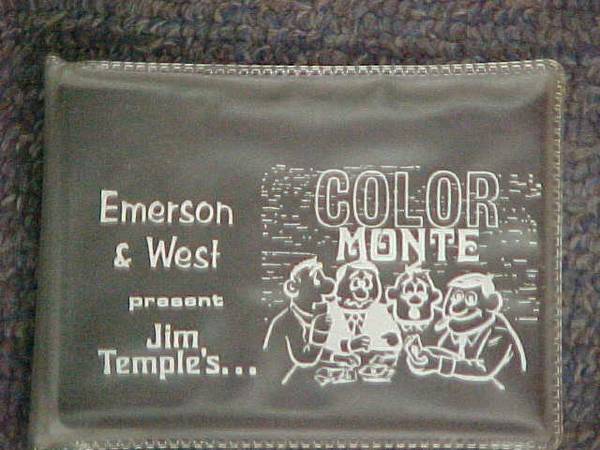 Emerson
& West
present
Jim
Temple's...
COLOR
MONTE